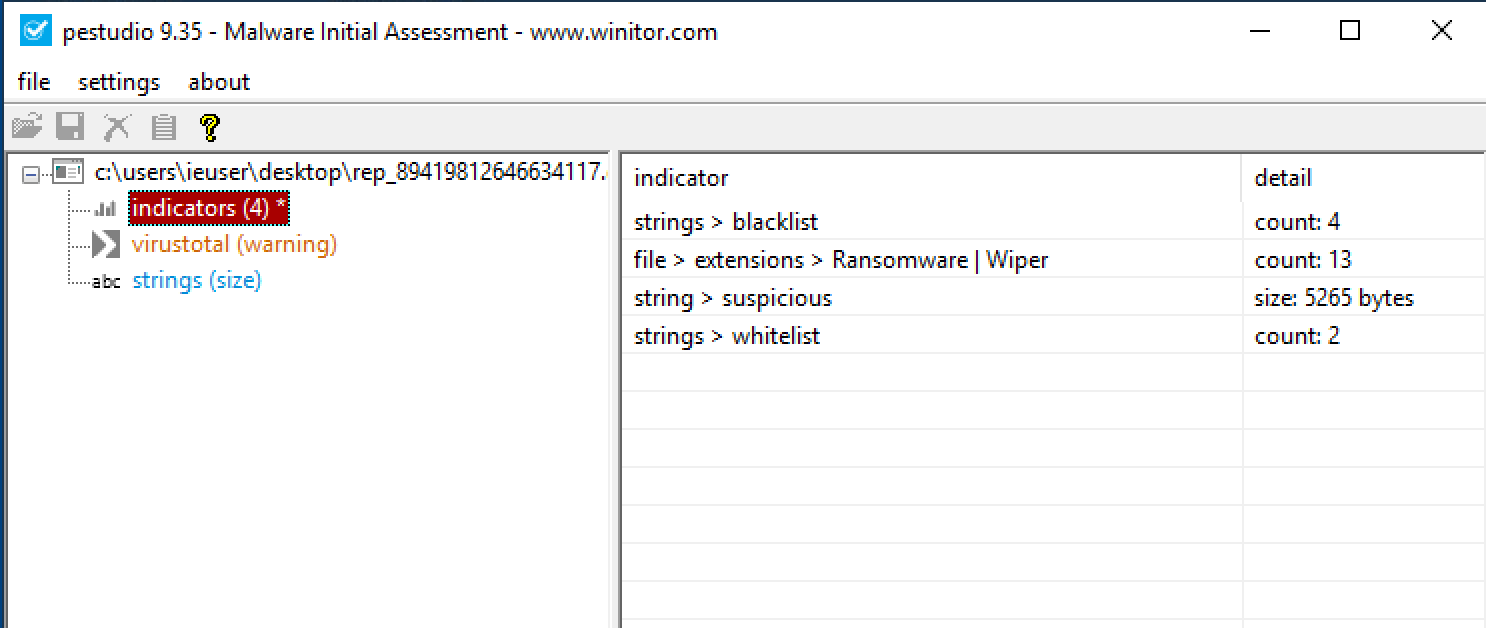 pestudio 9.35 - Malware Initial Assessment - www.winitor.com
file settings about
c:\users\ieuser\desktop\rep_89419812646634117.
indicators (4) *
virustotal (warning)
abc strings (size)
indicator detail
strings > blacklist count: 4
file > extensions > Ransomware | Wiper count: 13
string > suspicious size: 5265 bytes
strings > whitelist count: 2